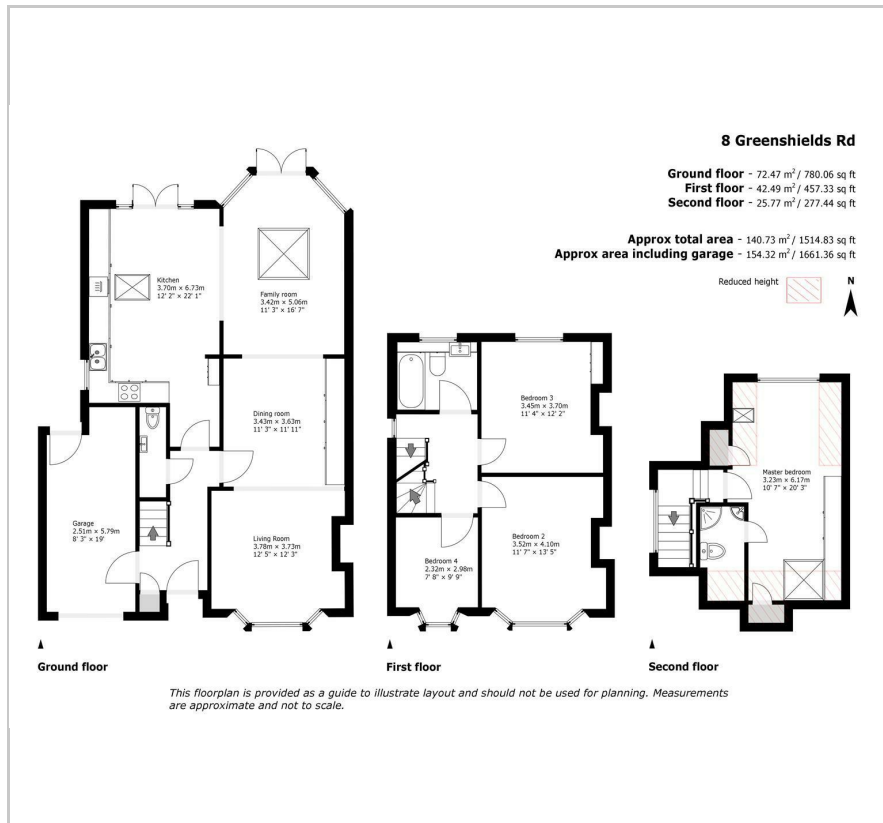 8 Greenshields Rd
Ground floor - 72.47 m² / 780.06 sq ft
First floor - 42.49 m² / 457.33 sq ft
Second floor - 25.77 m² / 277.44 sq ft
Approx total area - 140.73 m² / 1514.83 sq ft
Approx area including garage - 154.32 m² / 1661.36 sq ft
Reduced height
N
Kitchen
3.70m × 6.73m
12' 2" × 22' 1"
Family room
3.42m × 5.06m
11' 3" × 16' 7"
Dining room
3.43m × 3.63m
11' 3" × 11' 11"
Garage
2.51m × 5.79m
8' 3" × 19'
Living Room
3.78m × 3.73m
12' 5" × 12' 3"
Ground floor
Bedroom 3
3.45m × 3.70m
11' 4" × 12' 2"
Bedroom 2
3.52m × 4.10m
11' 7" × 13' 5"
Bedroom 4
2.32m × 2.98m
7' 8" × 9' 9"
First floor
Master bedroom
3.23m × 6.17m
10' 7" × 20' 3"
Second floor
This floorplan is provided as a guide to illustrate layout and should not be used for planning. Measurements
are approximate and not to scale.